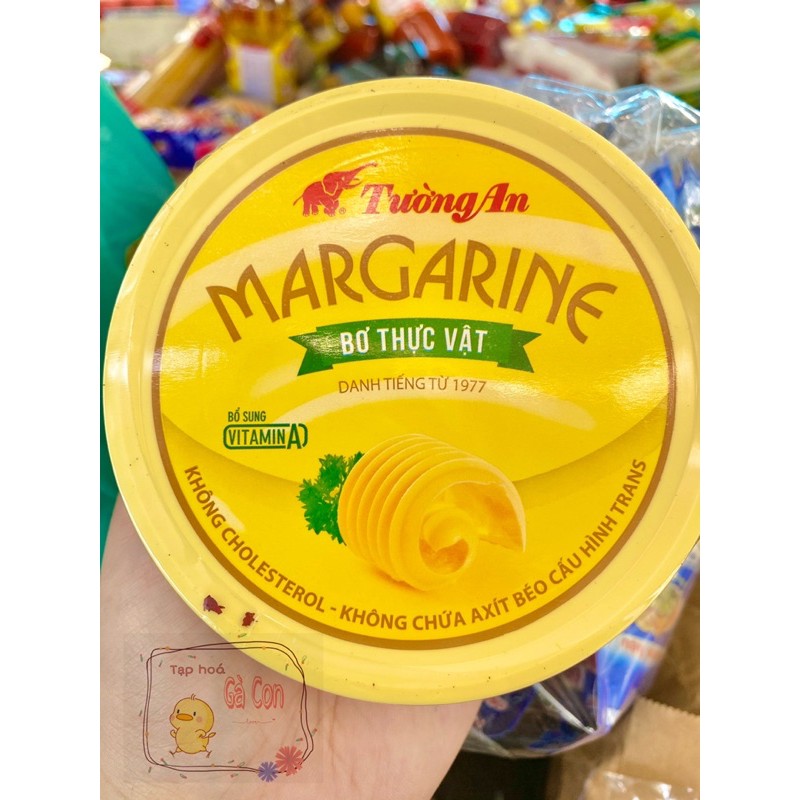 Tường An
MARGARINE
BƠ THỰC VẬT
DANH TIẾNG TỪ 1977
BỔ SUNG
VITAMIN A
KHÔNG CHOLESTEROL - KHÔNG CHỨA AXÍT BÉO CẤU HÌNH TRANS
Tạp hoá
Gà Con